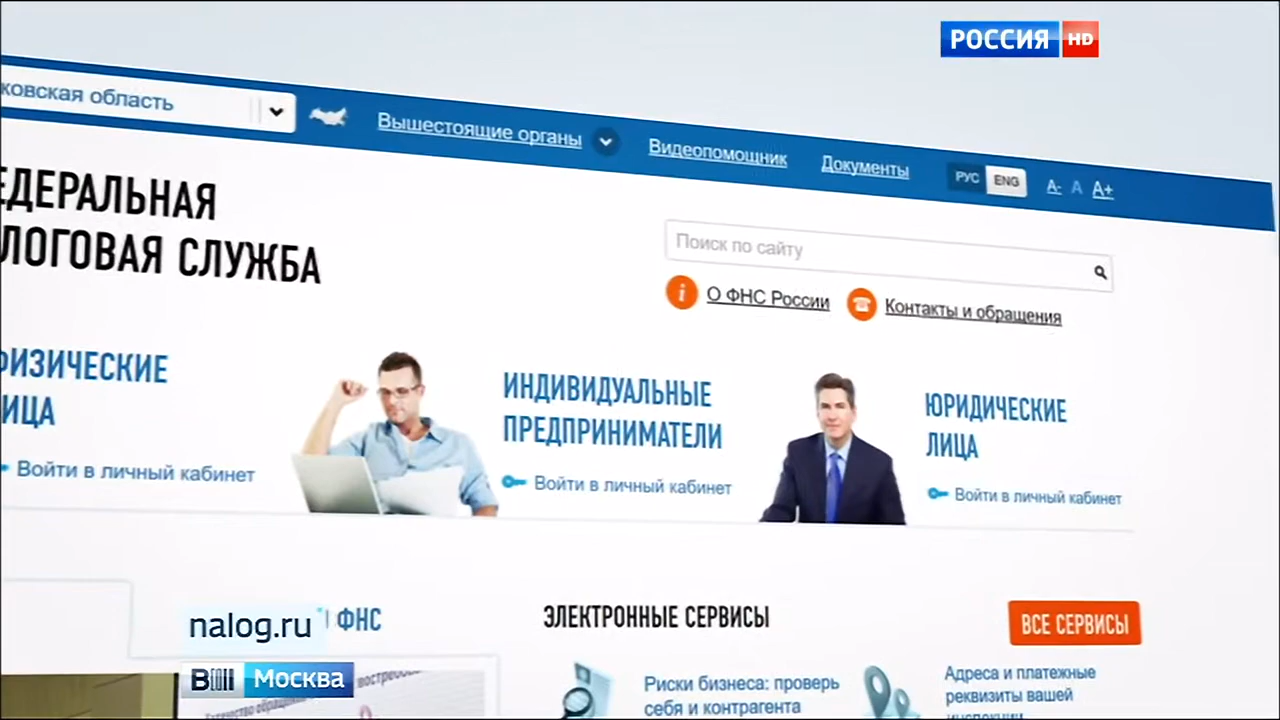 РОССИЯ HD
ковская область
Вышестоящие органы
Видеопомощник
Документы
РУС ENG
A- A A+
ЕДЕРАЛЬНАЯ
ЛОГОВАЯ СЛУЖБА
Поиск по сайту
О ФНС России
Контакты и обращения
ФИЗИЧЕСКИЕ
ИЦА
Войти в личный кабинет
ИНДИВИДУАЛЬНЫЕ
ПРЕДПРИНИМАТЕЛИ
Войти в личный кабинет
ЮРИДИЧЕСКИЕ
ЛИЦА
Войти в личный кабинет
ФНС
ЭЛЕКТРОННЫЕ СЕРВИСЫ
ВСЕ СЕРВИСЫ
nalog.ru
Москва
Риски бизнеса: проверь
себя и контрагента
Адреса и платежные
реквизиты вашей
инспекции